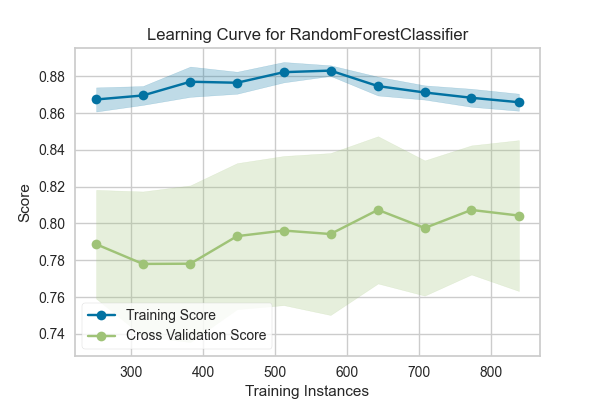 Learning Curve for RandomForestClassifier
Score
0.88
0.86
0.84
0.82
0.80
0.78
0.76
0.74
Training Score
Cross Validation Score
300 400 500 600 700 800
Training Instances